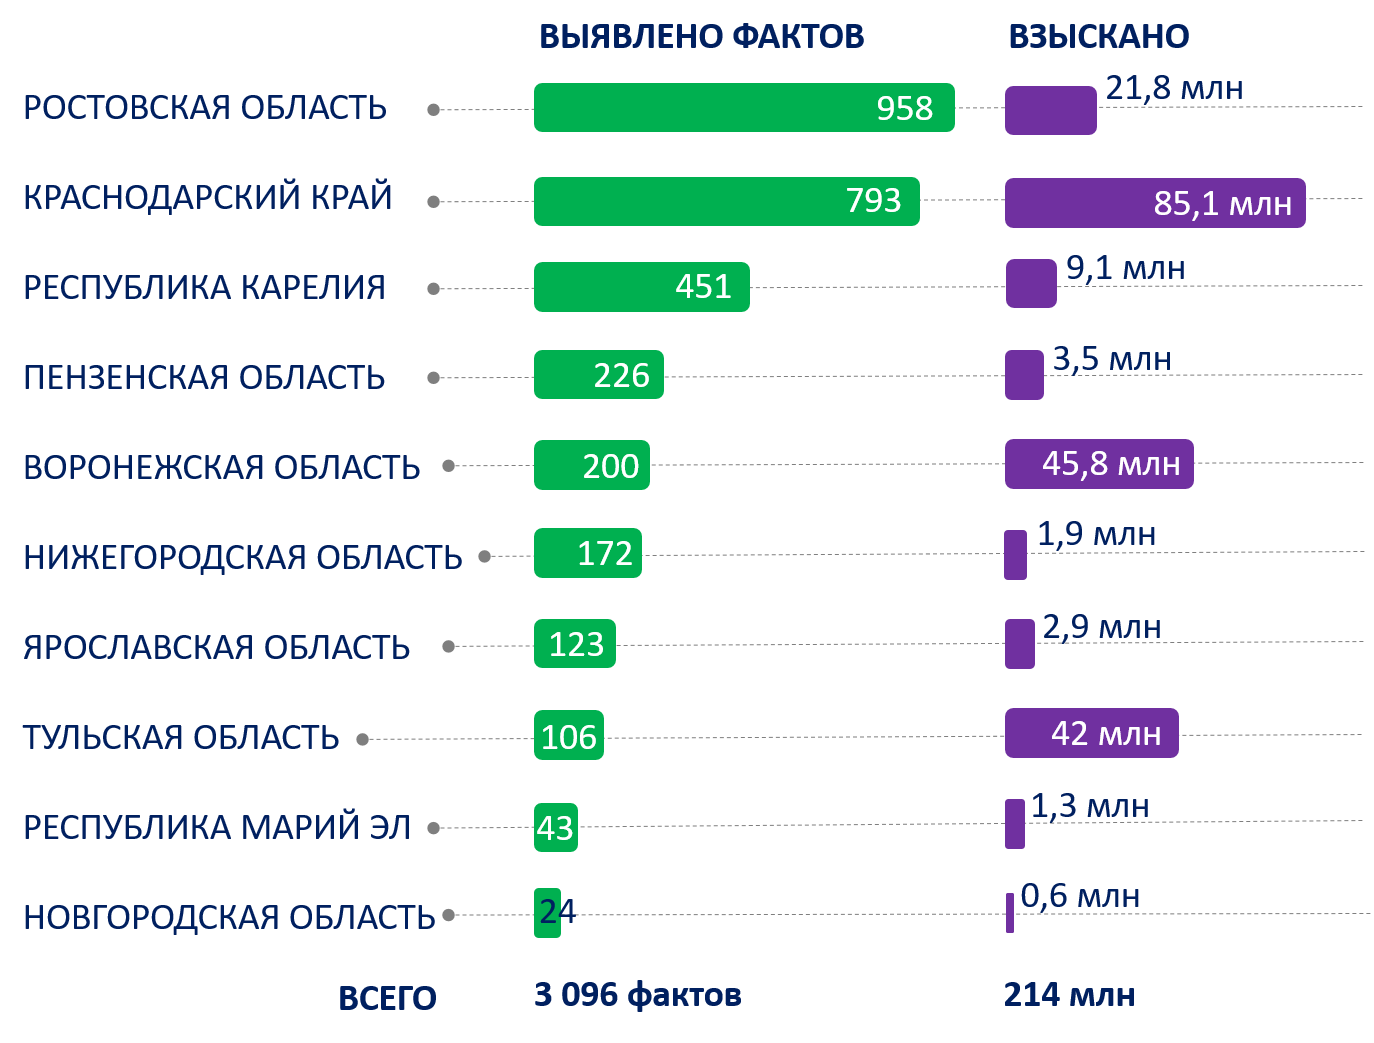 ВЫЯВЛЕНО ФАКТОВ ВЗЫСКАНО
РОСТОВСКАЯ ОБЛАСТЬ 958 21,8 млн
КРАСНОДАРСКИЙ КРАЙ 793 85,1 млн
РЕСПУБЛИКА КАРЕЛИЯ 451 9,1 млн
ПЕНЗЕНСКАЯ ОБЛАСТЬ 226 3,5 млн
ВОРОНЕЖСКАЯ ОБЛАСТЬ 200 45,8 млн
НИЖЕГОРОДСКАЯ ОБЛАСТЬ 172 1,9 млн
ЯРОСЛАВСКАЯ ОБЛАСТЬ 123 2,9 млн
ТУЛЬСКАЯ ОБЛАСТЬ 106 42 млн
РЕСПУБЛИКА МАРИЙ ЭЛ 43 1,3 млн
НОВГОРОДСКАЯ ОБЛАСТЬ 24 0,6 млн
ВСЕГО 3 096 фактов 214 млн